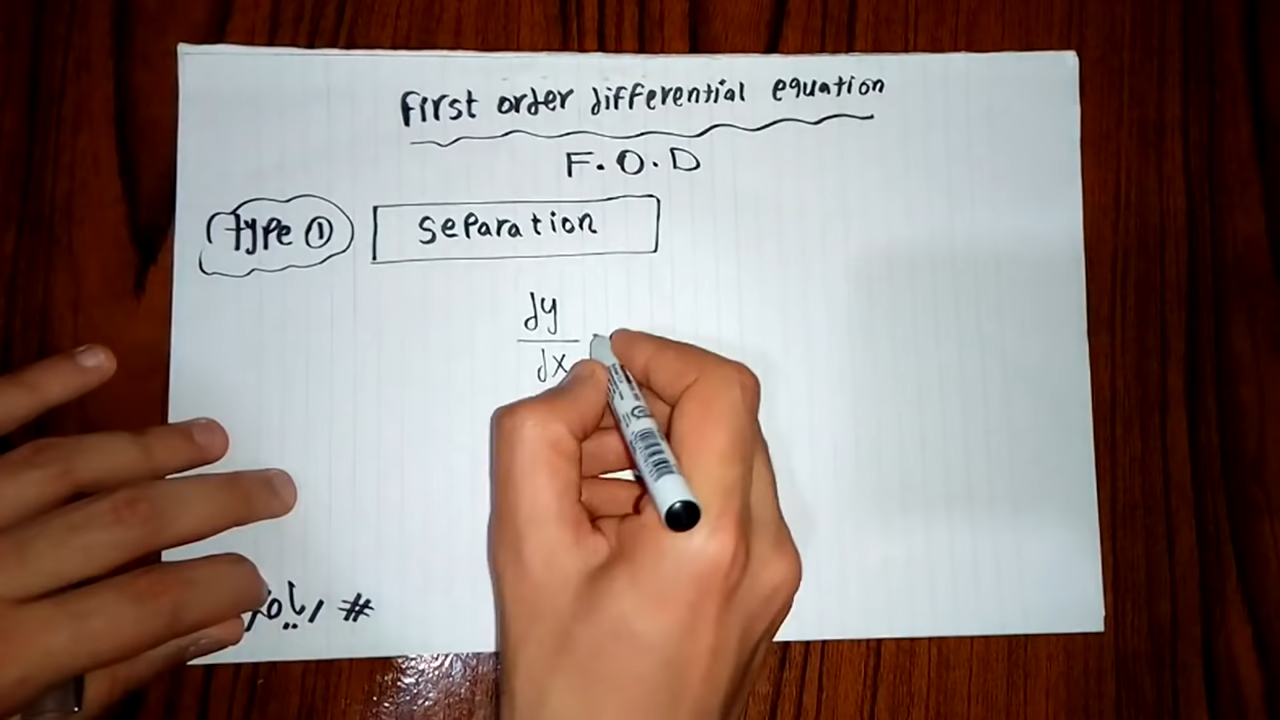 First order differential equation
F.O.D
Type ① Separation
dy
dx